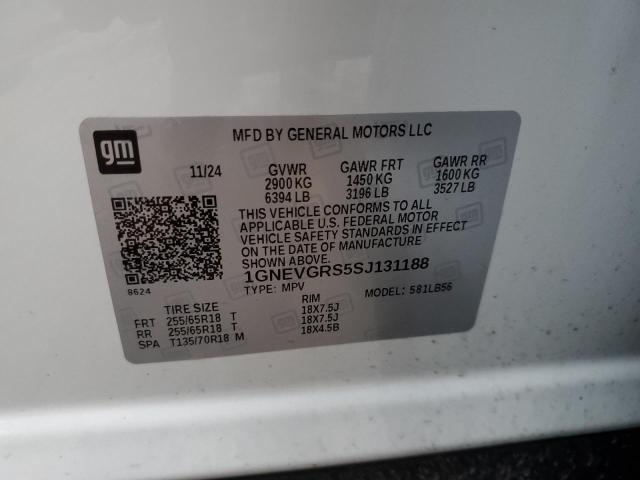 gm
MFD BY GENERAL MOTORS LLC
11/24 GVWR GAWR FRT GAWR RR
2900 KG 1450 KG 1600 KG
6394 LB 3196 LB 3527 LB
THIS VEHICLE CONFORMS TO ALL
APPLICABLE U.S. FEDERAL MOTOR
VEHICLE SAFETY STANDARDS IN EFFECT
ON THE DATE OF MANUFACTURE
1GNEVGRS5SJ131188
8624
TYPE: MPV MODEL: 581LB56
TIRE SIZE RIM
FRT 255/65R18 T 18X7.5J
RR 255/65R18 T 18X7.5J
SPA T135/70R18 M 18X4.5B